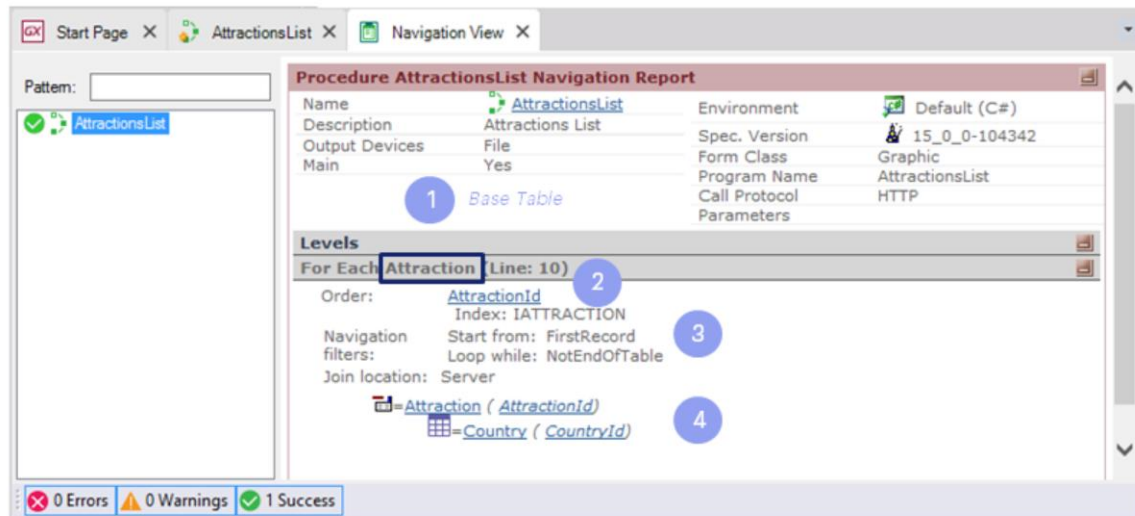 Start Page X AttractionsList X Navigation View X
Pattern:
AttractionsList
Procedure AttractionsList Navigation Report
Name AttractionsList
Description Attractions List
Output Devices File
Main Yes
Environment Default (C#)
Spec. Version 15_0_0-104342
Form Class Graphic
Program Name AttractionsList
Call Protocol HTTP
Parameters
1 Base Table
Levels
For Each Attraction (Line: 10)
2
Order: AttractionId
Index: IATTRACTION
Navigation filters: Start from: FirstRecord
Loop while: NotEndOfTable
3
Join location: Server
=Attraction ( AttractionId)
=Country ( CountryId)
4
0 Errors 0 Warnings 1 Success